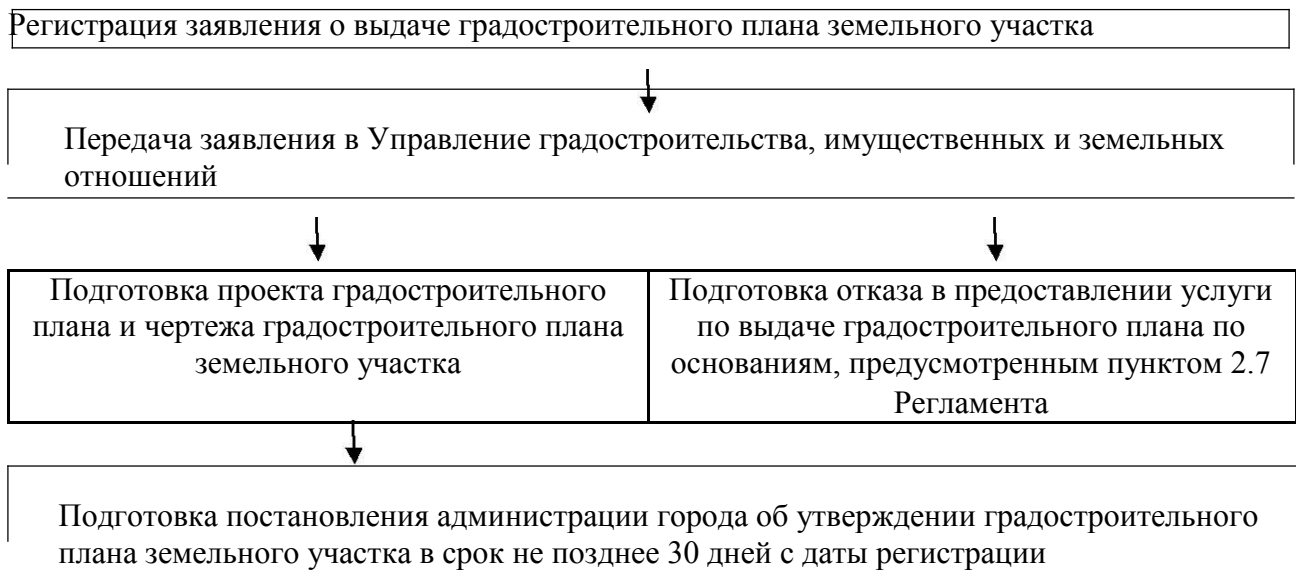 Регистрация заявления о выдаче градостроительного плана земельного участка
Передача заявления в Управление градостроительства, имущественных и земельных
отношений
Подготовка проекта градостроительного
плана и чертежа градостроительного плана
земельного участка
Подготовка отказа в предоставлении услуги
по выдаче градостроительного плана по
основаниям, предусмотренным пунктом 2.7
Регламента
Подготовка постановления администрации города об утверждении градостроительного
плана земельного участка в срок не позднее 30 дней с даты регистрации